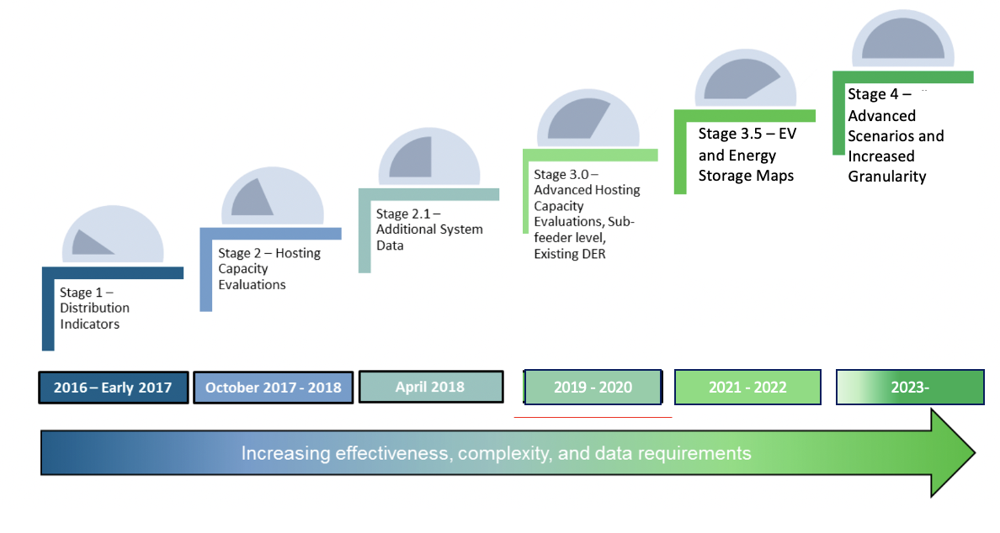 Stage 1 –
Distribution
Indicators
Stage 2 – Hosting
Capacity
Evaluations
Stage 2.1 –
Additional System
Data
Stage 3.0 –
Advanced Hosting
Capacity
Evaluations, Sub-
feeder level,
Existing DER
Stage 3.5 – EV
and Energy
Storage Maps
Stage 4 –
Advanced
Scenarios and
Increased
Granularity
2016 – Early 2017
October 2017 - 2018
April 2018
2019 - 2020
2021 - 2022
2023-
Increasing effectiveness, complexity, and data requirements